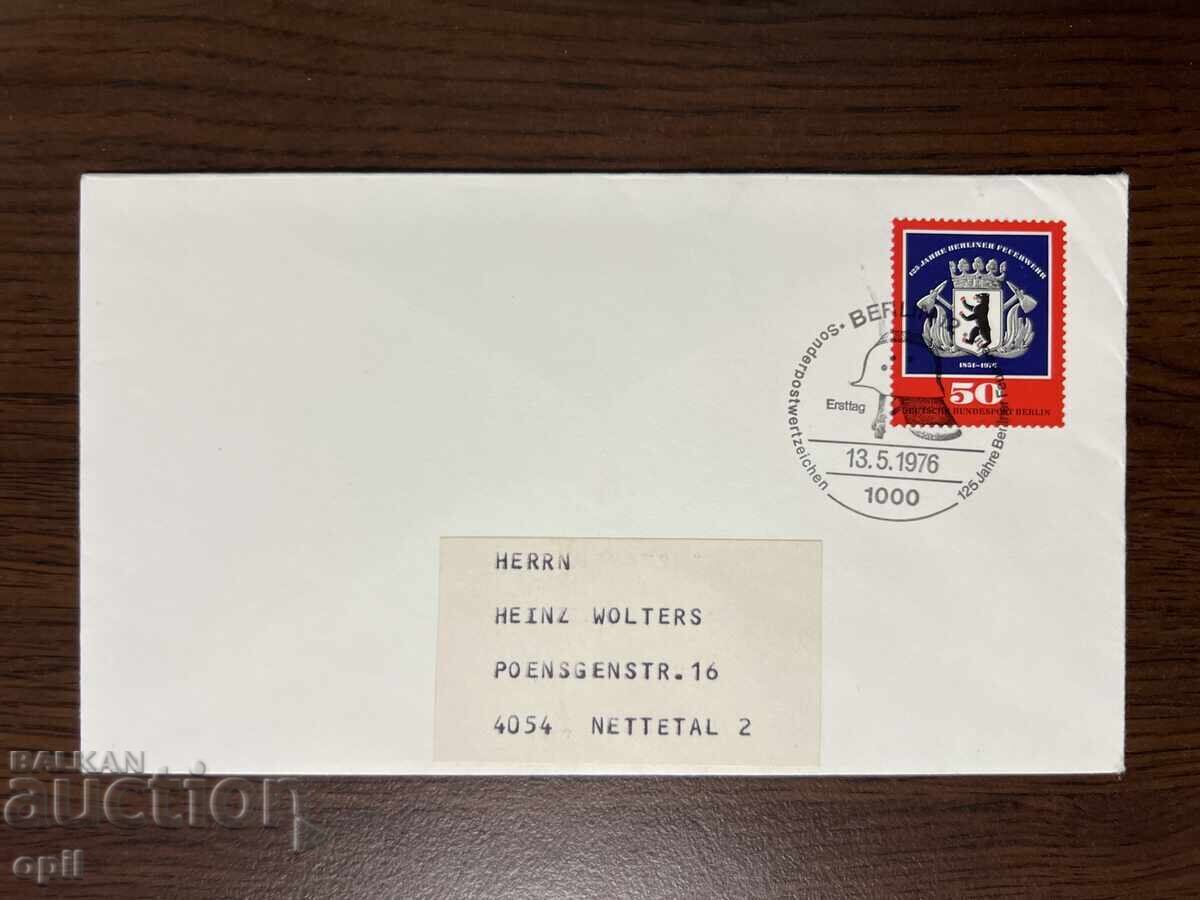 125 JAHRE BERLINER FEUERWEHR
1851-1976
50
DEUTSCHE BUNDESPOST BERLIN
BERLIN
Sonderpostwertzeichen
Ersttag
13.5.1976
1000
125 Jahre Berliner
HERRN
HEINZ WOLTERS
POENSGENSTR.16
4054 NETTETAL 2
BALKAN
auction
opil